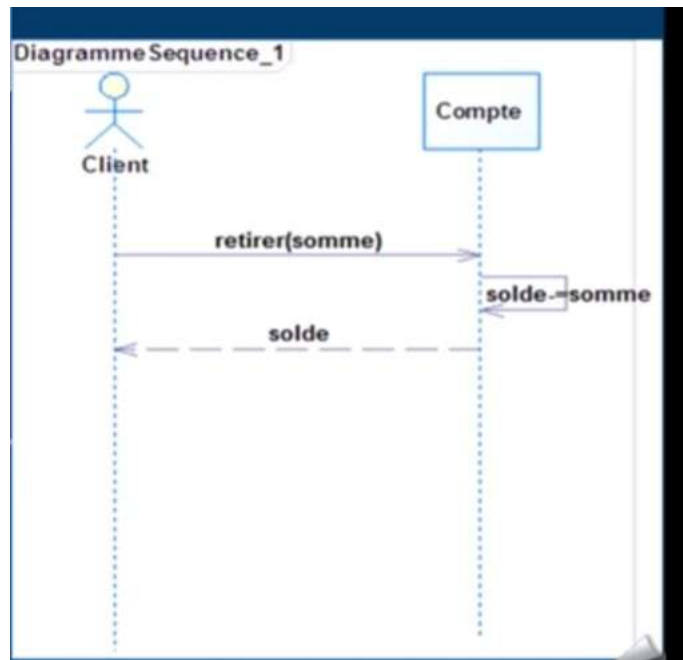 DiagrammeSequence_1
Compte
Client
retirer(somme)
solde-=somme
solde